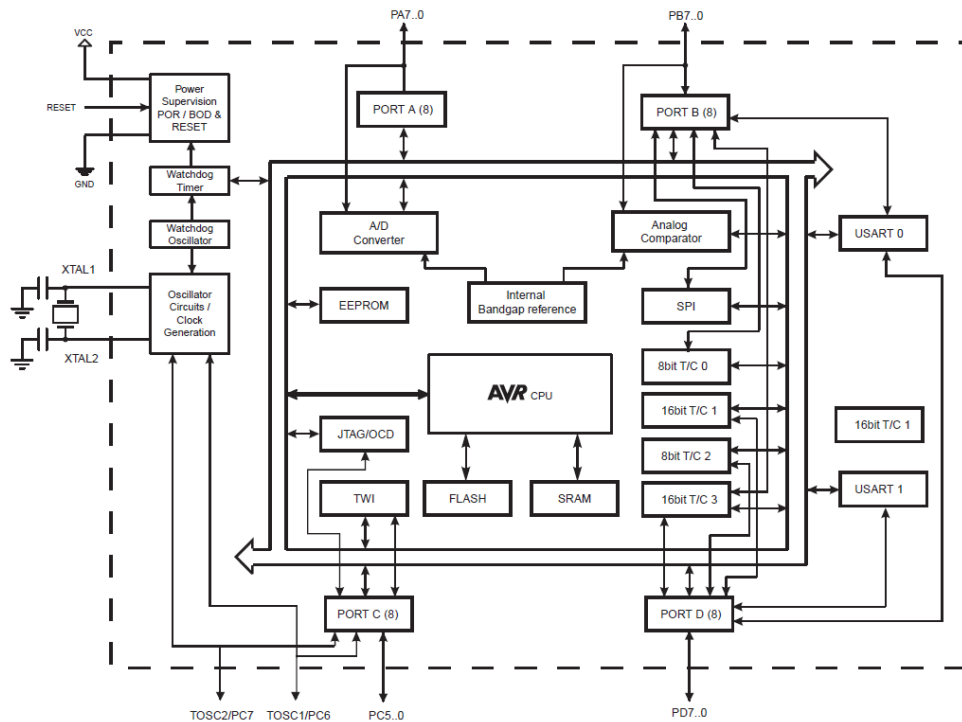 PA7..0
PB7..0
VCC
RESET
GND
Power
Supervision
POR / BOD &
RESET
PORT A (8)
PORT B (8)
Watchdog
Timer
Watchdog
Oscillator
XTAL1
XTAL2
Oscillator
Circuits /
Clock
Generation
A/D
Converter
Analog
Comparator
USART 0
Internal
Bandgap reference
EEPROM
SPI
8bit T/C 0
AVR CPU
16bit T/C 1
16bit T/C 1
JTAG/OCD
8bit T/C 2
TWI
FLASH
SRAM
16bit T/C 3
USART 1
PORT C (8)
PORT D (8)
TOSC2/PC7
TOSC1/PC6
PC5..0
PD7..0